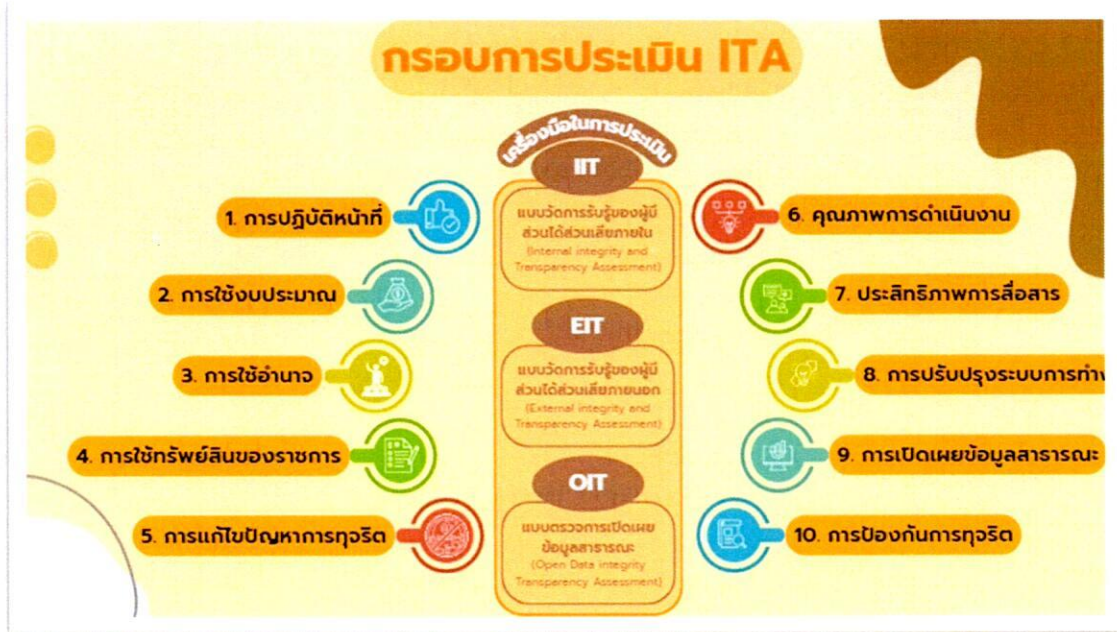 กรอบการประเมิน ITA
เครื่องมือในการประเมิน
IIT
แบบวัดการรับรู้ของผู้มี
ส่วนได้ส่วนเสียภายใน
(Internal integrity and
Transparency Assessment)
EIT
แบบวัดการรับรู้ของผู้มี
ส่วนได้ส่วนเสียภายนอก
(External integrity and
Transparency Assessment)
OIT
แบบตรวจการเปิดเผย
ข้อมูลสาธารณะ
(Open Data integrity
Transparency Assessment)
1. การปฏิบัติหน้าที่
2. การใช้งบประมาณ
3. การใช้อำนาจ
4. การใช้ทรัพย์สินของราชการ
5. การแก้ไขปัญหาการทุจริต
6. คุณภาพการดำเนินงาน
7. ประสิทธิภาพการสื่อสาร
8. การปรับปรุงระบบการทำ
9. การเปิดเผยข้อมูลสาธารณะ
10. การป้องกันการทุจริต